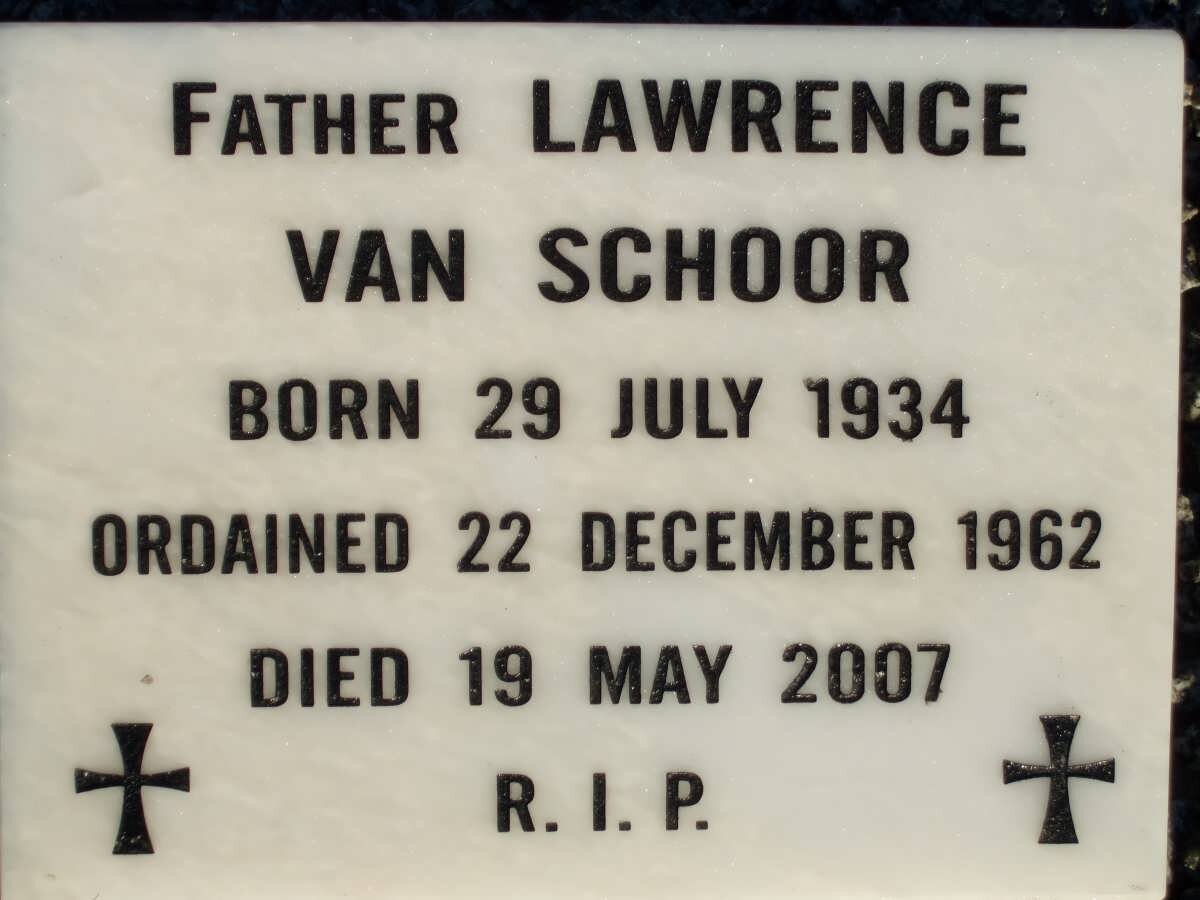 FATHER LAWRENCE
VAN SCHOOR
BORN 29 JULY 1934
ORDAINED 22 DECEMBER 1962
DIED 19 MAY 2007
R. I. P.